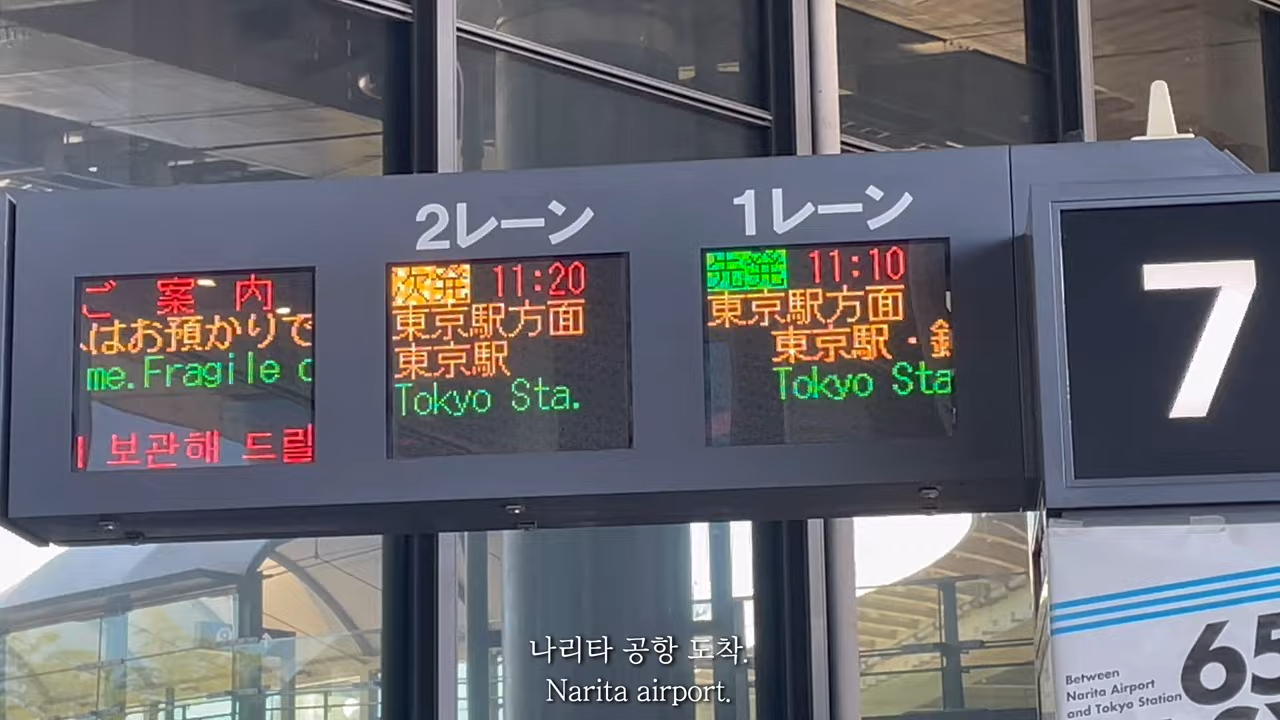 2レーン
1レーン
ご案内
はお預かりで
me.Fragile
보관해 드릴
次発 11:20
東京駅方面
東京駅
Tokyo Sta.
先発 11:10
東京駅方面
東京駅・
Tokyo Sta
7
65
Between
Narita Airport
and Tokyo Station
나리타 공항 도착.
Narita airport.